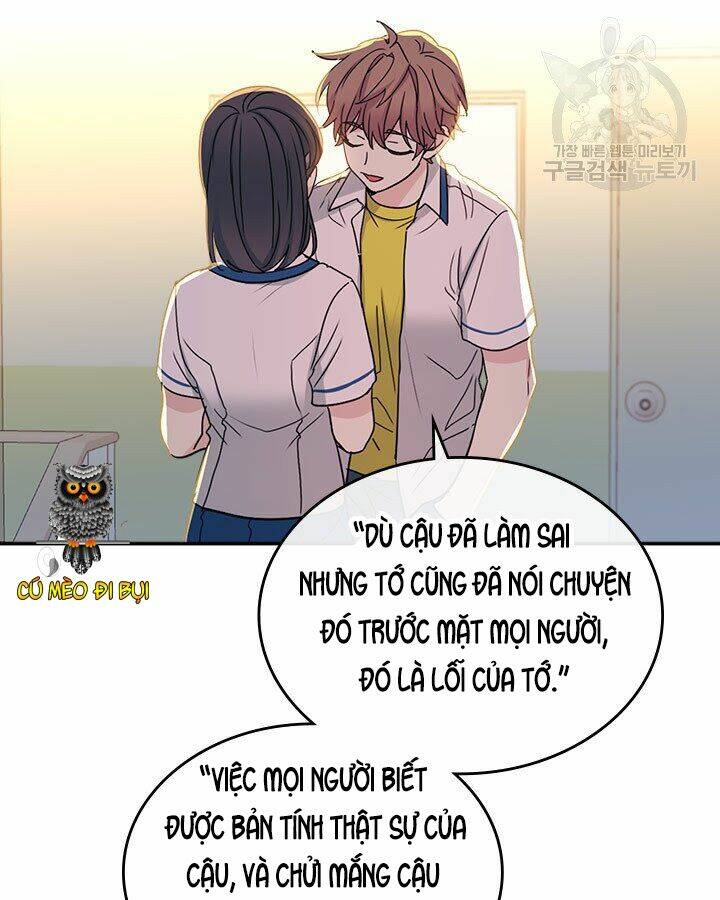 가장 빠른 웹툰 미리보기
구글검색 뉴토끼
CÚ MÈO ĐI BỤI
“DÙ CẬU ĐÃ LÀM SAI
NHƯNG TỚ CŨNG ĐÃ NÓI CHUYỆN
ĐÓ TRƯỚC MẶT MỌI NGƯỜI,
ĐÓ LÀ LỐI CỦA TỚ.”
“VIỆC MỌI NGƯỜI BIẾT
ĐƯỢC BẢN TÍNH THẬT SỰ CỦA
CẬU, VÀ CHỬI MẮNG CẬU